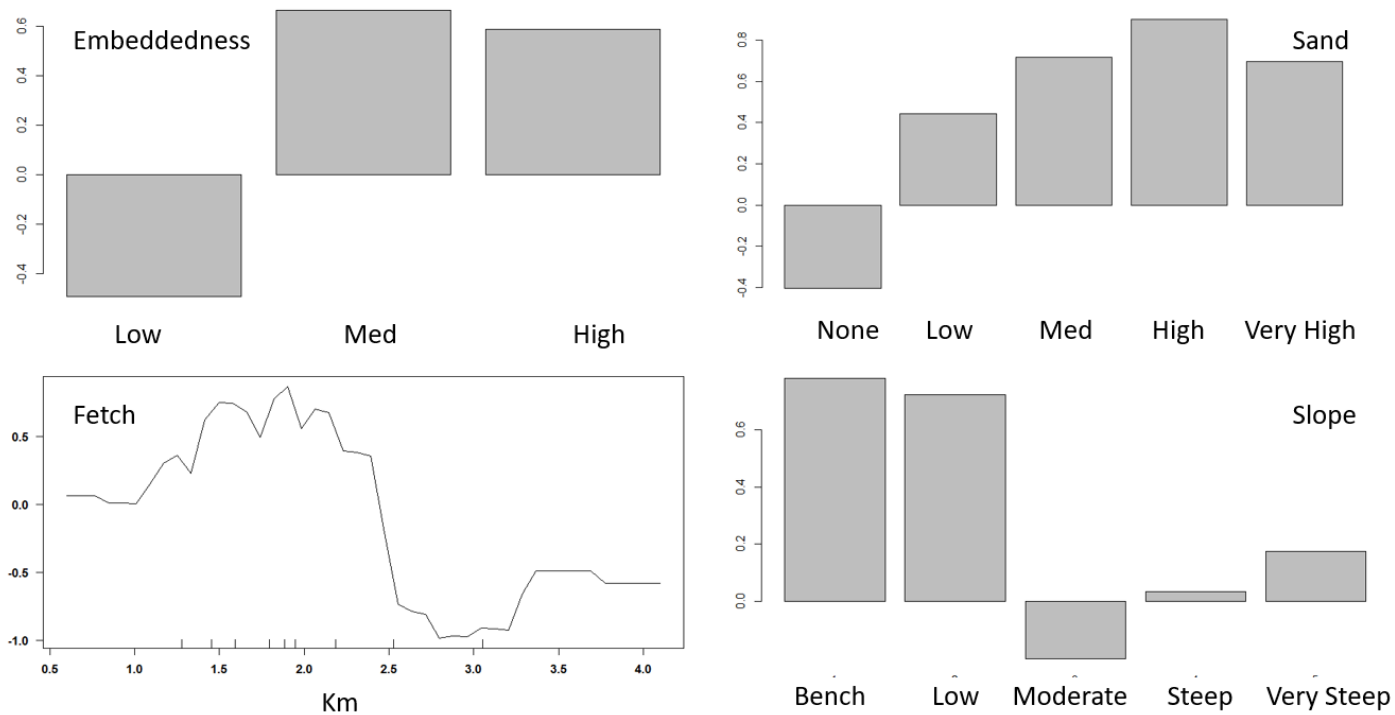 Embeddedness
0.6
0.4
0.2
0.0
-0.2
-0.4
Low Med High
Sand
0.8
0.6
0.4
0.2
0.0
-0.2
-0.4
None Low Med High Very High
Fetch
0.5
0.0
-0.5
-1.0
0.5 1.0 1.5 2.0 2.5 3.0 3.5 4.0
Km
Slope
0.6
0.4
0.2
0.0
Bench Low Moderate Steep Very Steep